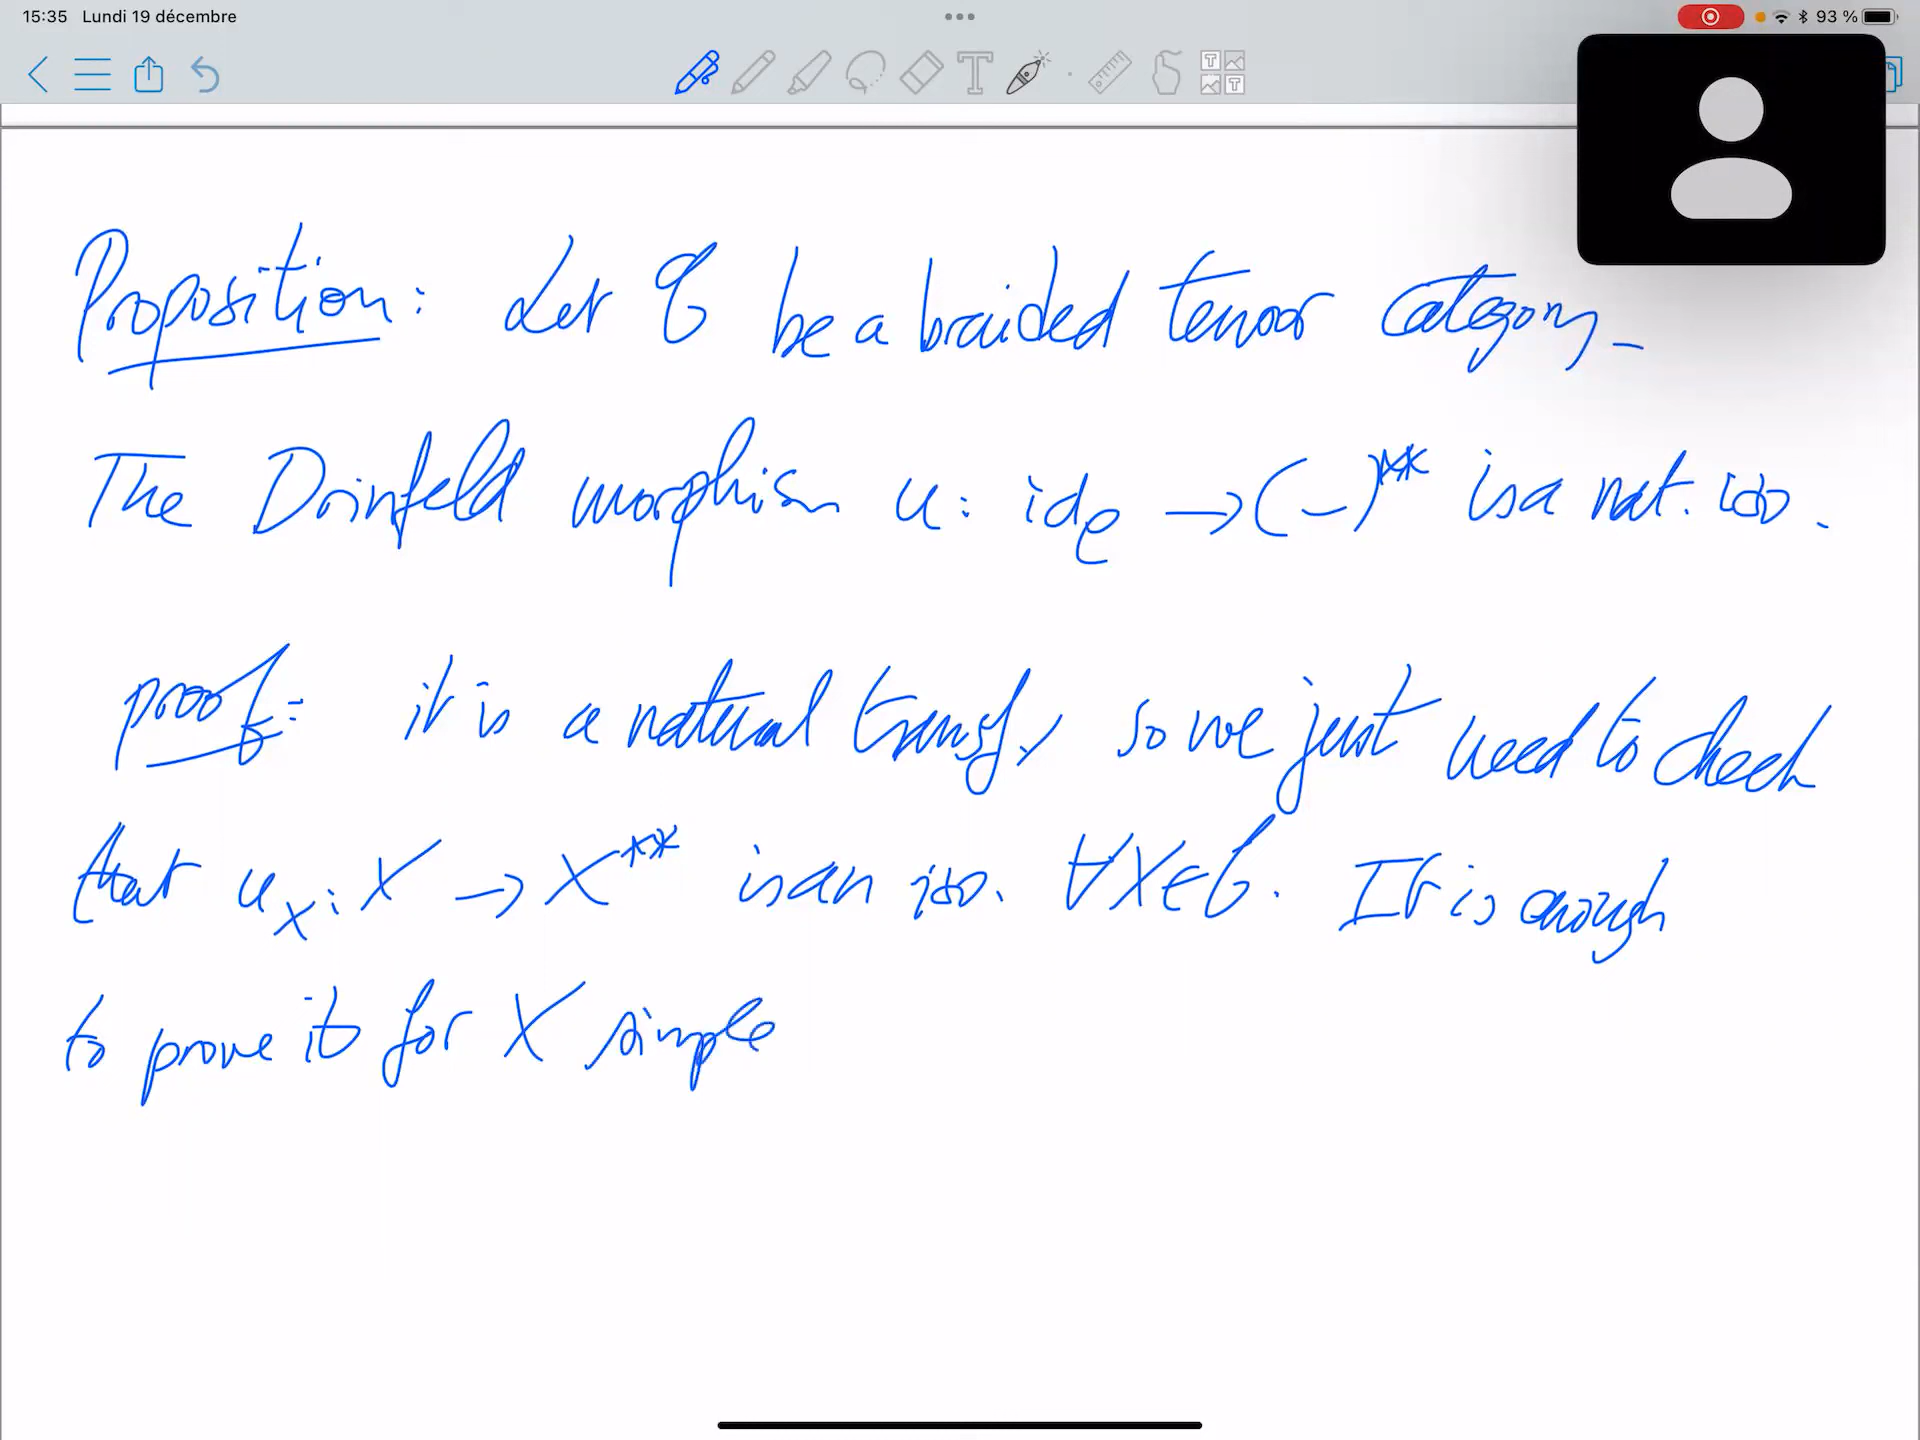 15:35 Lundi 19 décembre
93 %
Proposition: Let 𝒞 be a braided tensor category.
The Drinfeld morphism u: id_𝒞 → (–)** is a nat. iso.
proof: it is a natural transf, so we just need to check
that u_X: X → X** is an iso. ∀X∈𝒞. It is enough
to prove it for X simple